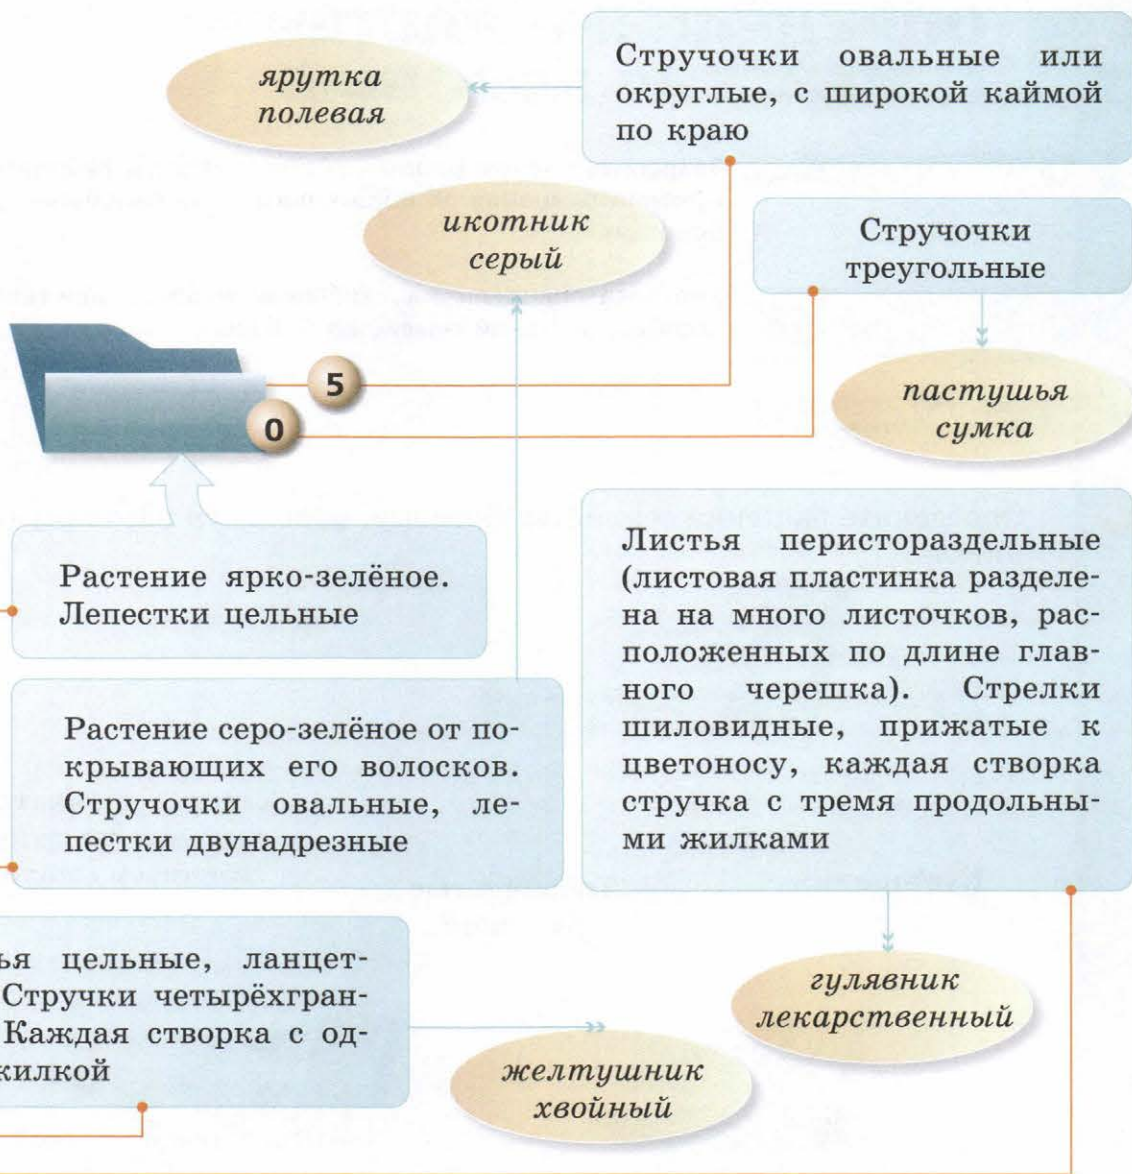 ярутка
полевая
Стручочки овальные или
округлые, с широкой каймой
по краю
икотник
серый
Стручочки
треугольные
5
0
пастушья
сумка
Растение ярко-зелёное.
Лепестки цельные
Растение серо-зелёное от по-
крывающих его волосков.
Стручочки овальные, ле-
пестки двунадрезные
Листья перистораздельные
(листовая пластинка разделе-
на на много листочков, рас-
положенных по длине глав-
ного черешка). Стрелки
шиловидные, прижатые к
цветоносу, каждая створка
стручка с тремя продольны-
ми жилками
ья цельные, ланцет-
Стручки четырёхгран-
Каждая створка с од-
жилкой
желтушник
хвойный
гулявник
лекарственный